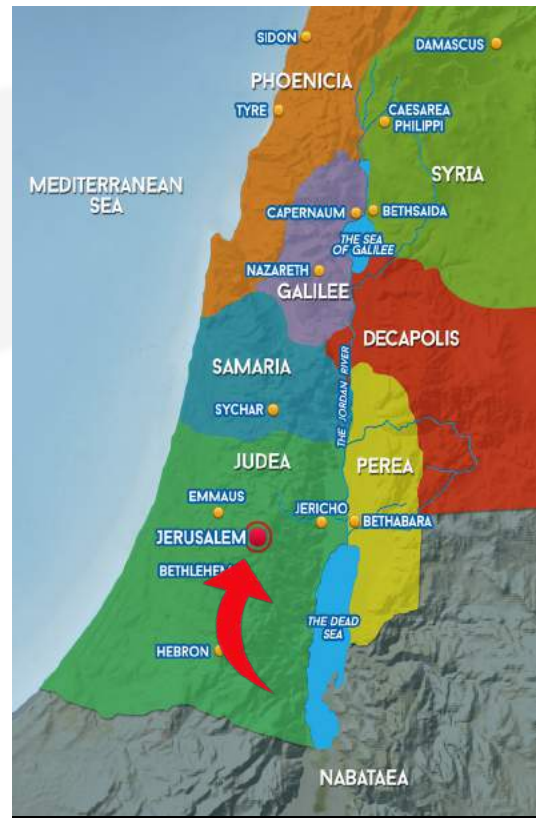 SIDON
DAMASCUS
PHOENICIA
TYRE
CAESAREA
PHILIPPI
SYRIA
MEDITERRANEAN
SEA
CAPERNAUM
BETHSAIDA
THE SEA
OF GALILEE
NAZARETH
GALILEE
DECAPOLIS
SAMARIA
THE JORDAN RIVER
SYCHAR
JUDEA
PEREA
EMMAUS
JERICHO
BETHABARA
JERUSALEM
BETHLEHEM
THE DEAD
SEA
HEBRON
NABATAEA